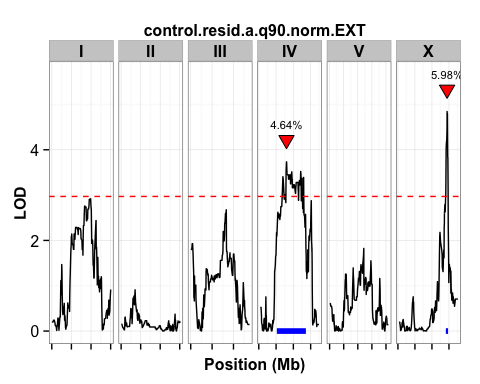 control.resid.a.q90.norm.EXT
I II III IV V X
5.98%
4.64%
4
2
0
LOD
Position (Mb)